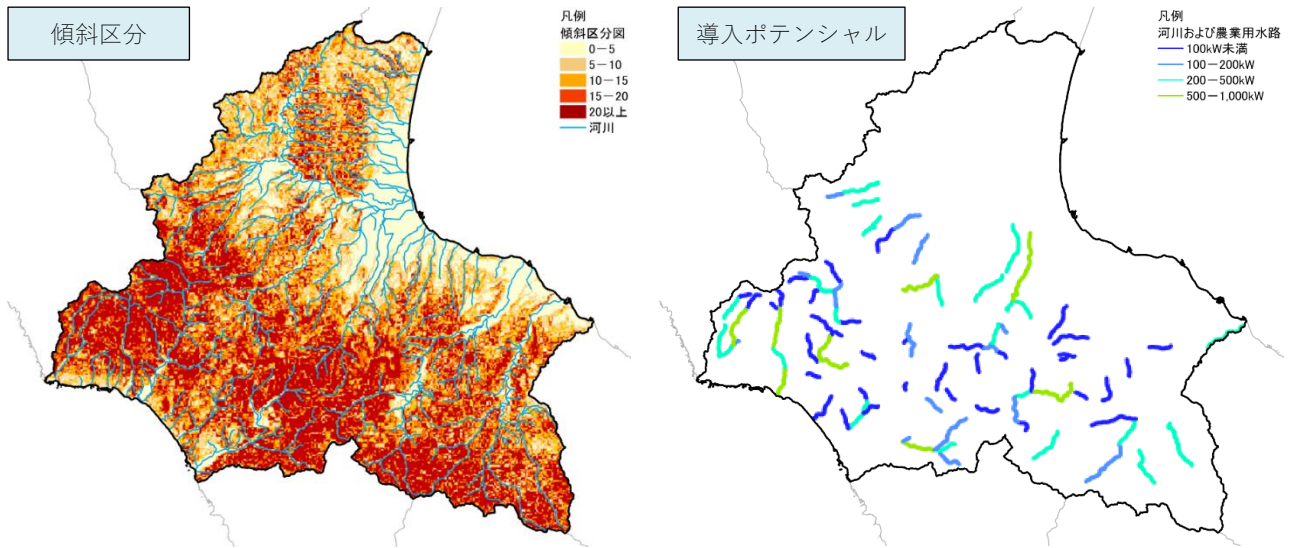 傾斜区分
凡例
傾斜区分図
0－5
5－10
10－15
15－20
20以上
河川
導入ポテンシャル
凡例
河川および農業用水路
100kW未満
100－200kW
200－500kW
500－1,000kW